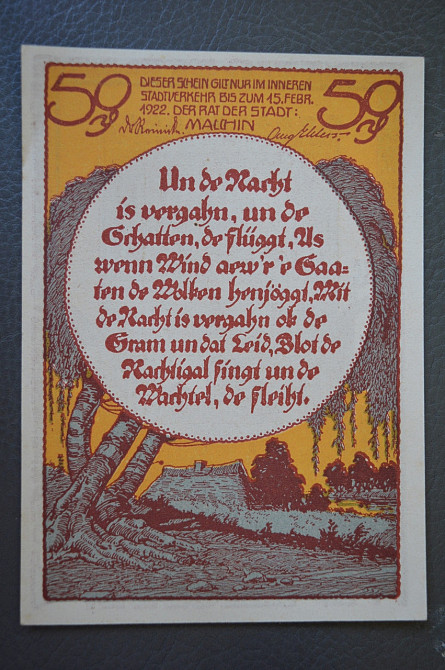 50 ₰
50 ₰
DIESER SCHEIN GILT NUR IM INNEREN
STADTVERKEHR BIS ZUM 15. FEBR.
1922. DER RAT DER STADT:
MALCHIN
Un de Nacht
is vergahn, un de
Schatten, de flüggt, As
wenn Wind aew'r 'e Saa=
ten de Wolken henjöggt, Mit
de Nacht is vergahn ok de
Gram un dat Leid, Blot de
Nachtigal singt un de
Wachtel, de fleiht.